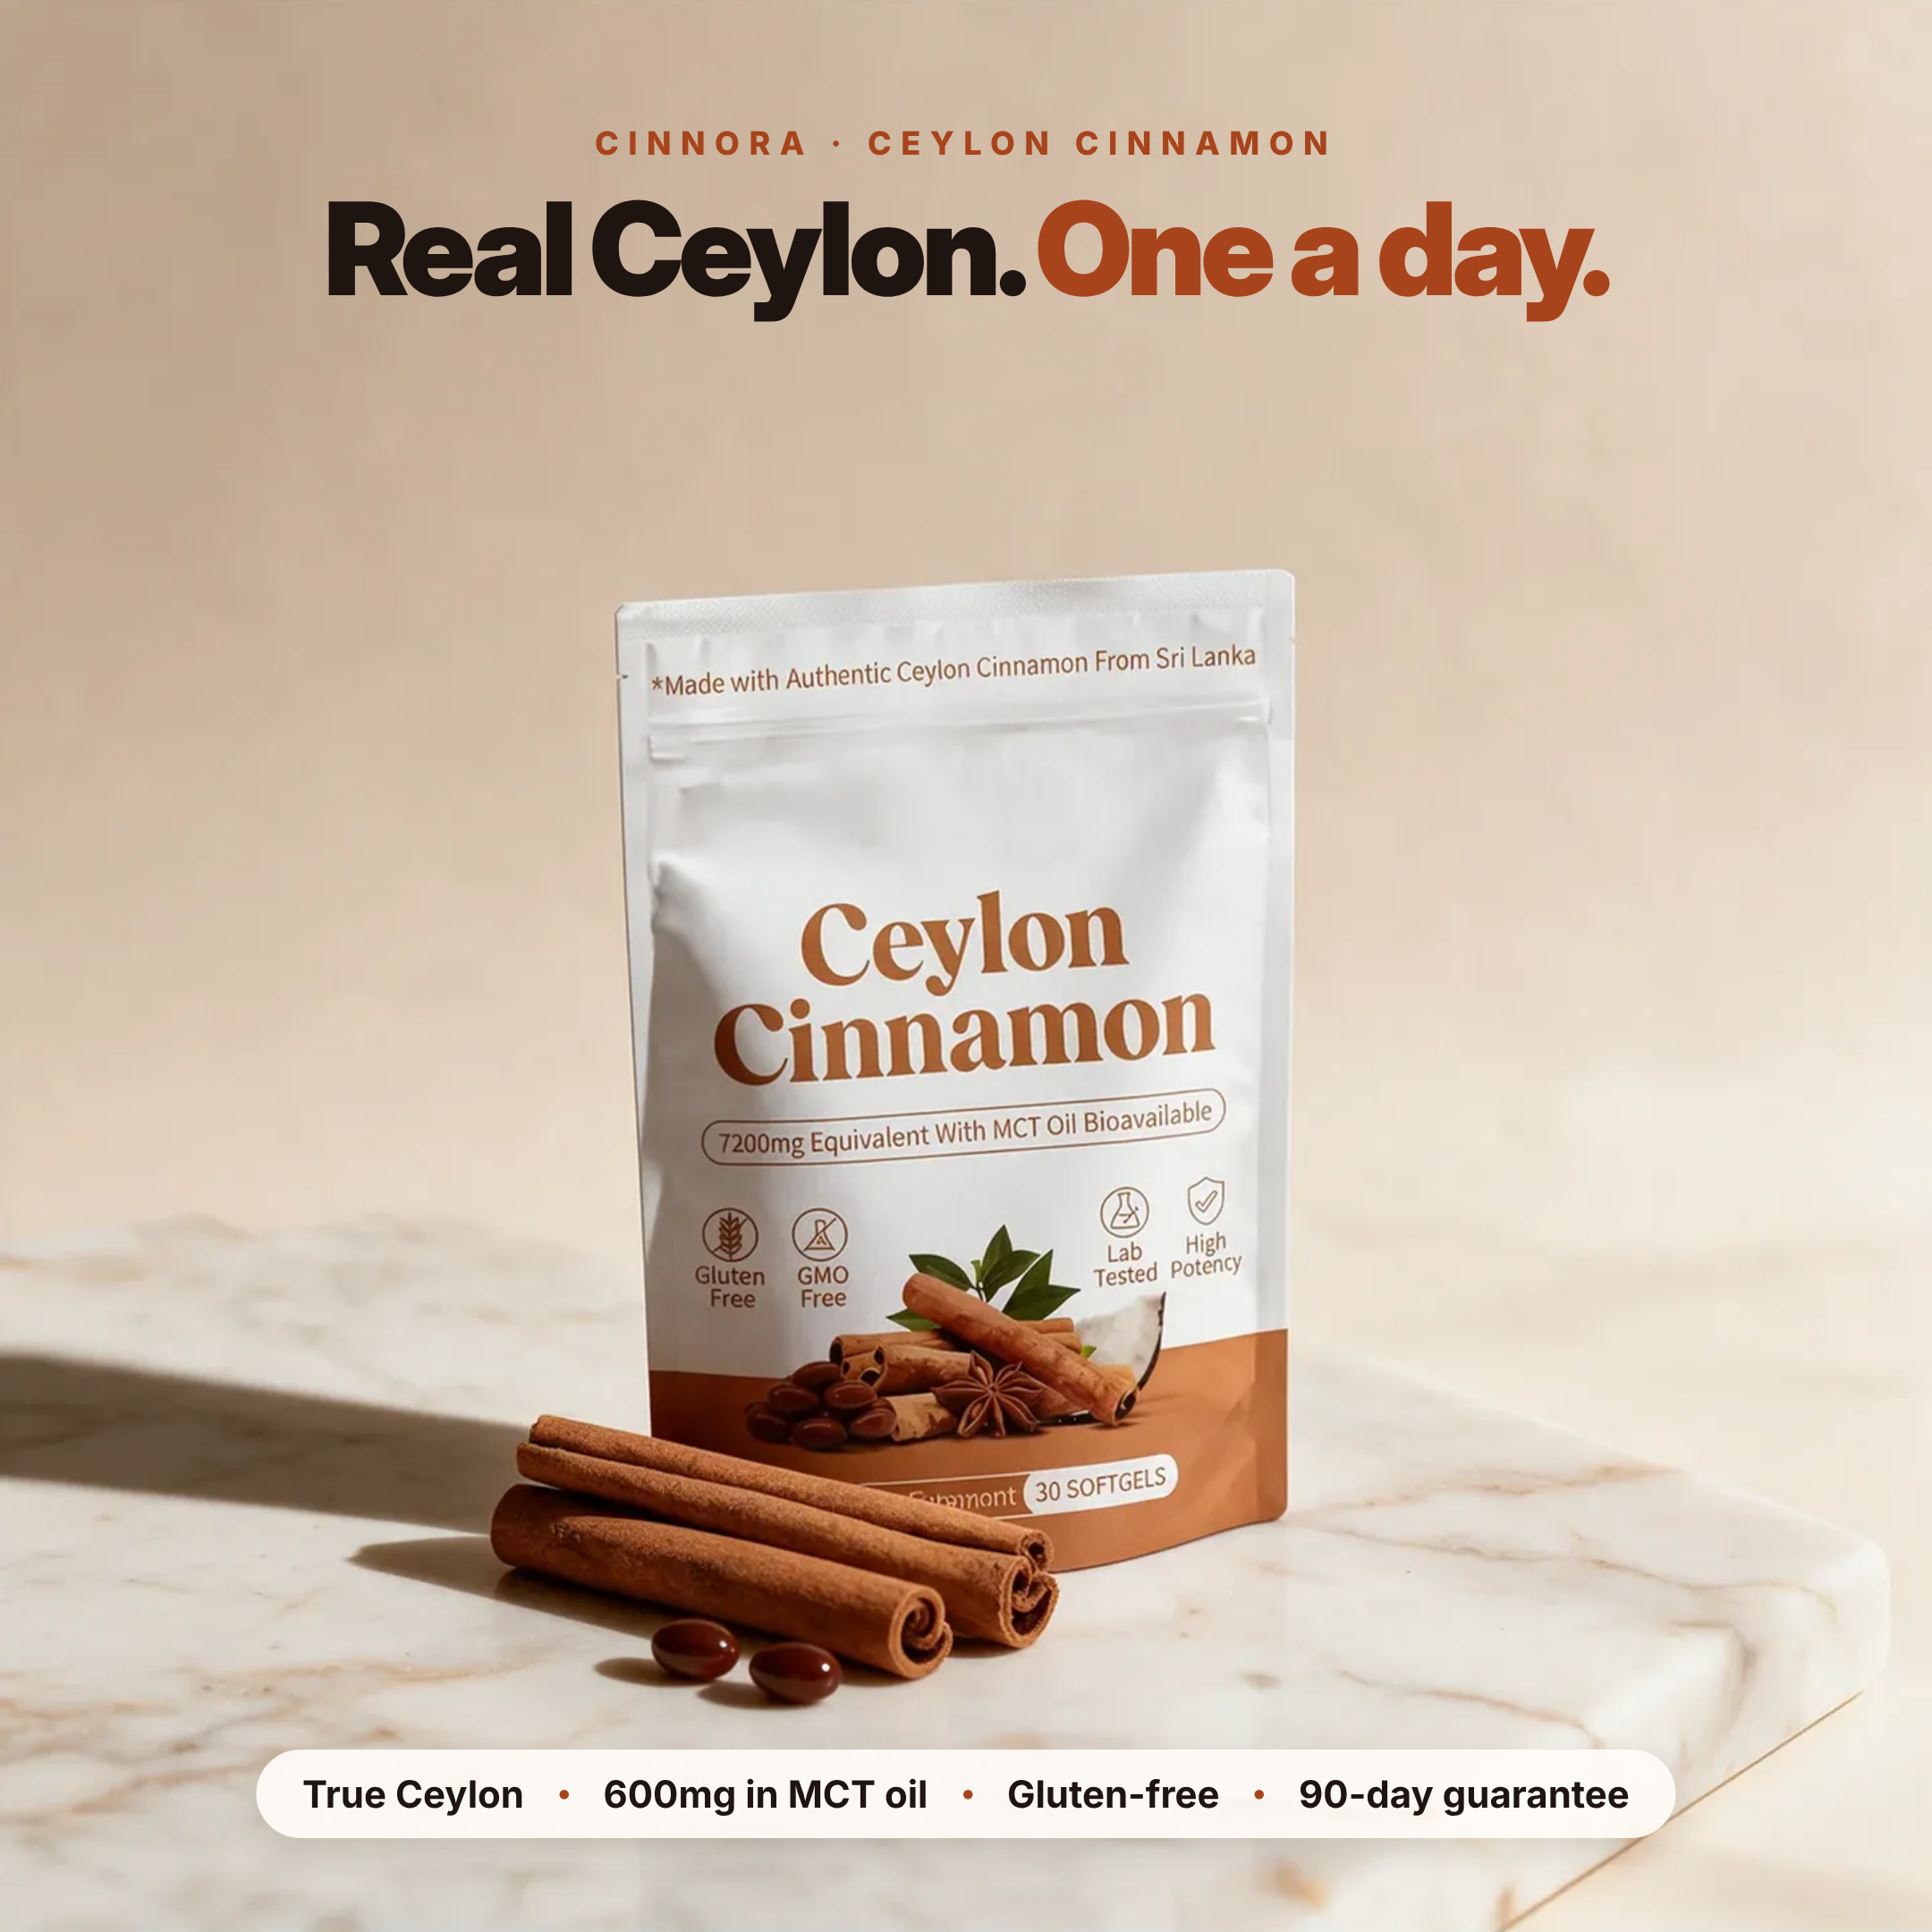 CINNORA · CEYLON CINNAMON
Real Ceylon. One a day.
*Made with Authentic Ceylon Cinnamon From Sri Lanka
Ceylon
Cinnamon
7200mg Equivalent With MCT Oil Bioavailable
Gluten
Free
GMO
Free
Lab
Tested
High
Potency
30 SOFTGELS
True Ceylon • 600mg in MCT oil • Gluten-free • 90-day guarantee